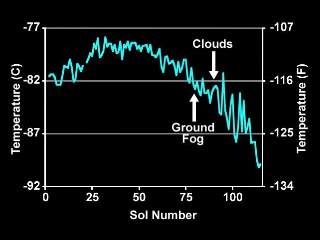 -77
-107
Clouds
-82
-116
Temperature (C)
Temperature (F)
Ground
Fog
-87
-125
-92
-134
0
25
50
75
100
Sol Number